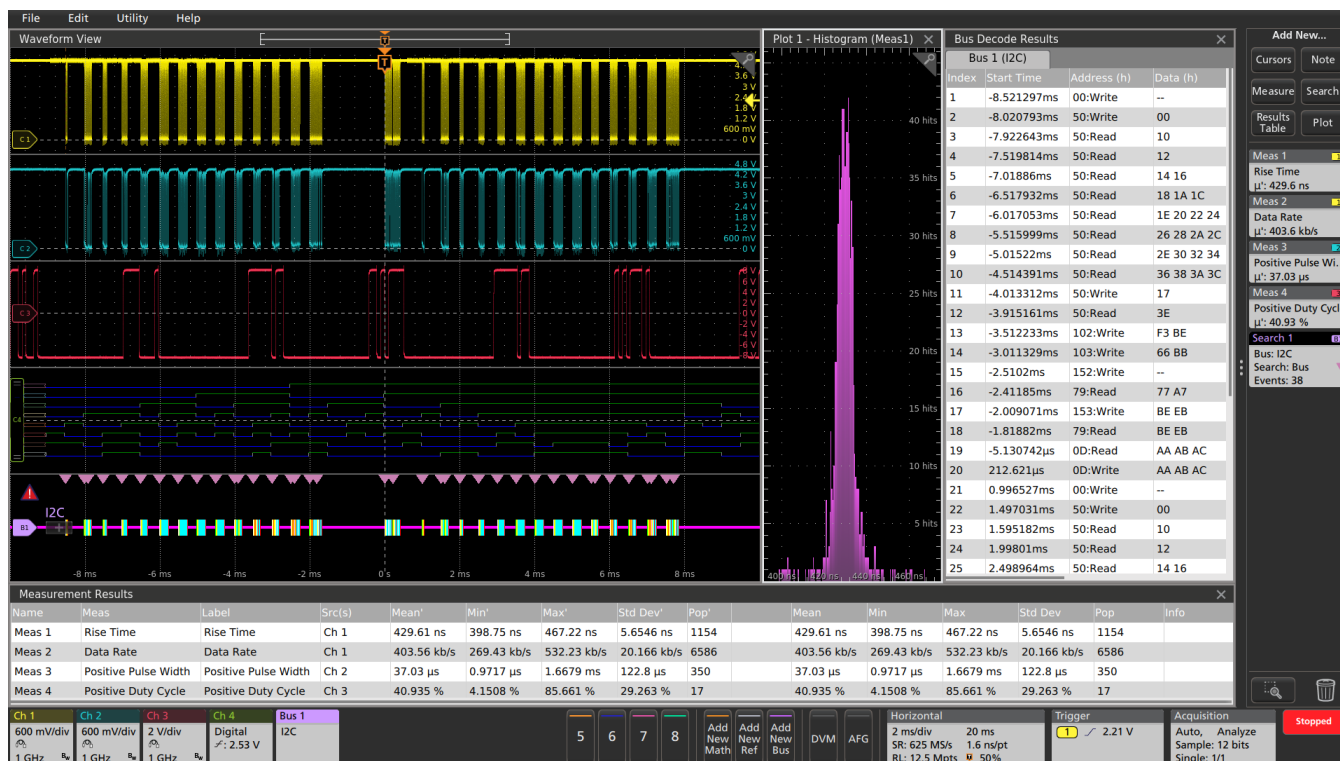 File Edit Utility Help
Waveform View
Plot 1 - Histogram (Meas1)
Bus Decode Results
Add New...
Cursors Note
Measure Search
Results Table Plot
Bus 1 (I2C)
Index Start Time Address (h) Data (h)
1 -8.521297ms 00:Write --
2 -8.020793ms 50:Write 00
3 -7.922643ms 50:Read 10
4 -7.519814ms 50:Read 12
5 -7.01886ms 50:Read 14 16
6 -6.517932ms 50:Read 18 1A 1C
7 -6.017053ms 50:Read 1E 20 22 24
8 -5.515999ms 50:Read 26 28 2A 2C
9 -5.01522ms 50:Read 2E 30 32 34
10 -4.514391ms 50:Read 36 38 3A 3C
11 -4.013312ms 50:Write 17
12 -3.915161ms 50:Read 3E
13 -3.512233ms 102:Write F3 BE
14 -3.011329ms 103:Write 66 BB
15 -2.5102ms 152:Write --
16 -2.41185ms 79:Read 77 A7
17 -2.009071ms 153:Write BE EB
18 -1.81882ms 79:Read BE EB
19 -5.130742µs 0D:Read AA AB AC
20 212.621µs 0D:Write AA AB AC
21 0.996527ms 00:Write --
22 1.497031ms 50:Write 00
23 1.595182ms 50:Read 10
24 1.99801ms 50:Read 12
25 2.498964ms 50:Read 14 16
T
T
3.6
3 V
1.8
1.2 V
600 mV
0 V
C1
4.8 V
4.2 V
3.6 V
3 V
2.4 V
1.8 V
1.2 V
600 mV
0 V
C2
8 V
6 V
4 V
2 V
0 V
-2 V
-4 V
-6 V
-8 V
C3
C4
I2C
B1
-8 ms -6 ms -4 ms -2 ms 0 s 2 ms 4 ms 6 ms 8 ms
40 hits
35 hits
30 hits
25 hits
20 hits
15 hits
10 hits
5 hits
400 ns 420 ns 440 ns 460 ns
Meas 1
Rise Time
µ': 429.6 ns
Meas 2
Data Rate
µ': 403.6 kb/s
Meas 3
Positive Pulse Wi..
µ': 37.03 µs
Meas 4
Positive Duty Cycl
µ': 40.93 %
Search 1
Bus: I2C
Search: Bus
Events: 38
Measurement Results
Name Meas Label Src(s) Mean' Min' Max' Std Dev' Pop' Mean Min Max Std Dev Pop Info
Meas 1 Rise Time Rise Time Ch 1 429.61 ns 398.75 ns 467.22 ns 5.6546 ns 1154 429.61 ns 398.75 ns 467.22 ns 5.6546 ns 1154
Meas 2 Data Rate Data Rate Ch 1 403.56 kb/s 269.43 kb/s 532.23 kb/s 20.166 kb/s 6586 403.56 kb/s 269.43 kb/s 532.23 kb/s 20.166 kb/s 6586
Meas 3 Positive Pulse Width Positive Pulse Width Ch 2 37.03 µs 0.9717 µs 1.6679 ms 122.8 µs 350 37.03 µs 0.9717 µs 1.6679 ms 122.8 µs 350
Meas 4 Positive Duty Cycle Positive Duty Cycle Ch 3 40.935 % 4.1508 % 85.661 % 29.263 % 17 40.935 % 4.1508 % 85.661 % 29.263 % 17
Ch 1
600 mV/div
1 GHz
Ch 2
600 mV/div
1 GHz
Ch 3
2 V/div
1 GHz
Ch 4
Digital
: 2.53 V
Bus 1
I2C
5 6 7 8
Add New Math
Add New Ref
Add New Bus
DVM AFG
Horizontal
2 ms/div 20 ms
SR: 625 MS/s 1.6 ns/pt
RL: 12.5 Mpts 50%
Trigger
1 2.21 V
Acquisition
Auto, Analyze
Sample: 12 bits
Single: 1/1
Stopped